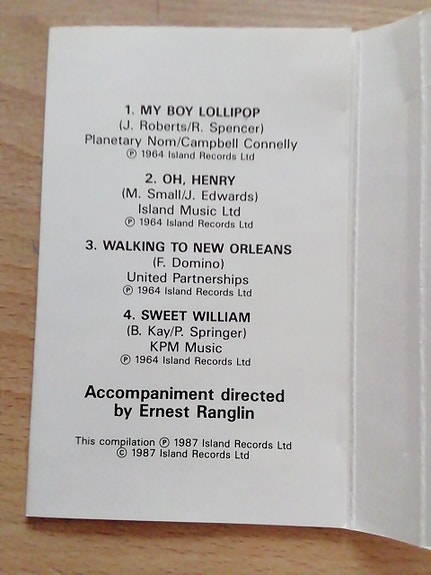 1. MY BOY LOLLIPOP
(J. Roberts/R. Spencer)
Planetary Nom/Campbell Connelly
℗ 1964 Island Records Ltd
2. OH, HENRY
(M. Small/J. Edwards)
Island Music Ltd
℗ 1964 Island Records Ltd
3. WALKING TO NEW ORLEANS
(F. Domino)
United Partnerships
℗ 1964 Island Records Ltd
4. SWEET WILLIAM
(B. Kay/P. Springer)
KPM Music
℗ 1964 Island Records Ltd
Accompaniment directed
by Ernest Ranglin
This compilation ℗ 1987 Island Records Ltd
© 1987 Island Records Ltd